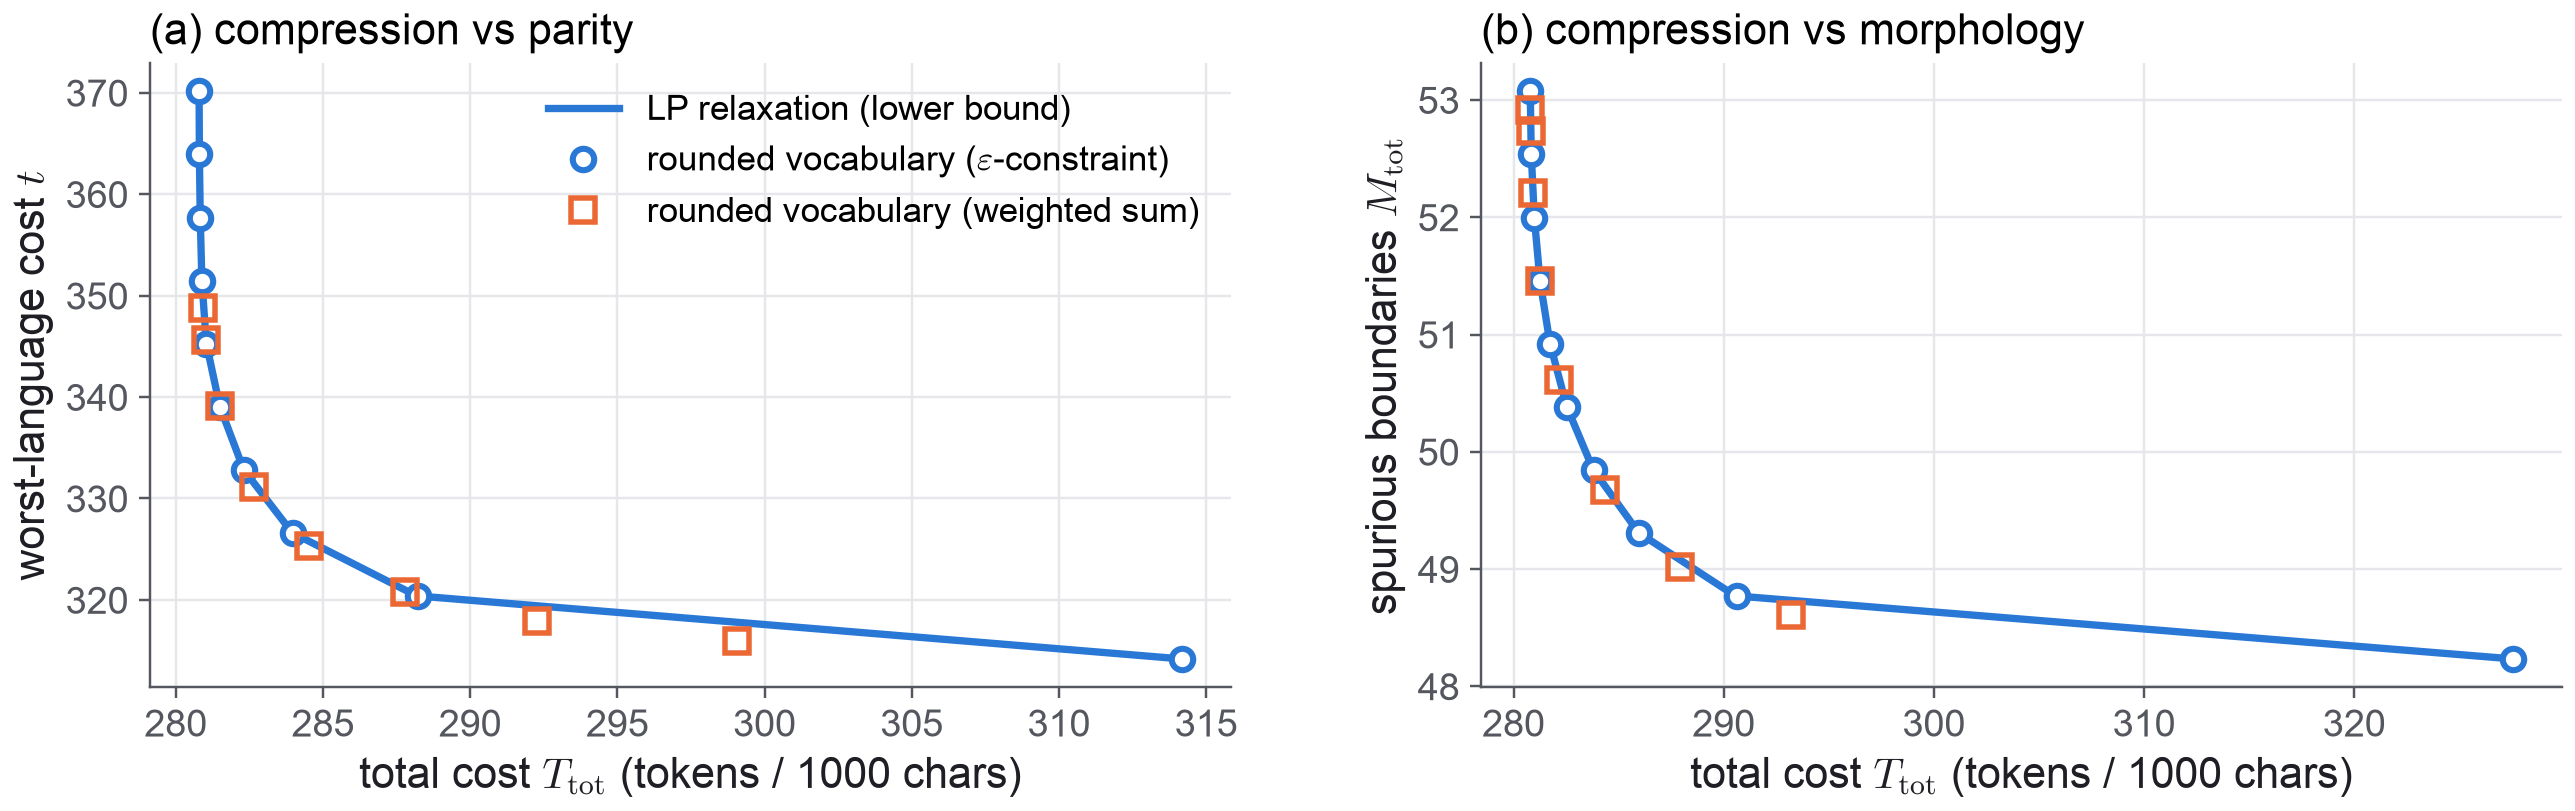 (a) compression vs parity
370
360
350
340
330
320
worst-language cost t
LP relaxation (lower bound)
rounded vocabulary (ε-constraint)
rounded vocabulary (weighted sum)
280 285 290 295 300 305 310 315
total cost T_tot (tokens / 1000 chars)
(b) compression vs morphology
53
52
51
50
49
48
spurious boundaries M_tot
280 290 300 310 320
total cost T_tot (tokens / 1000 chars)